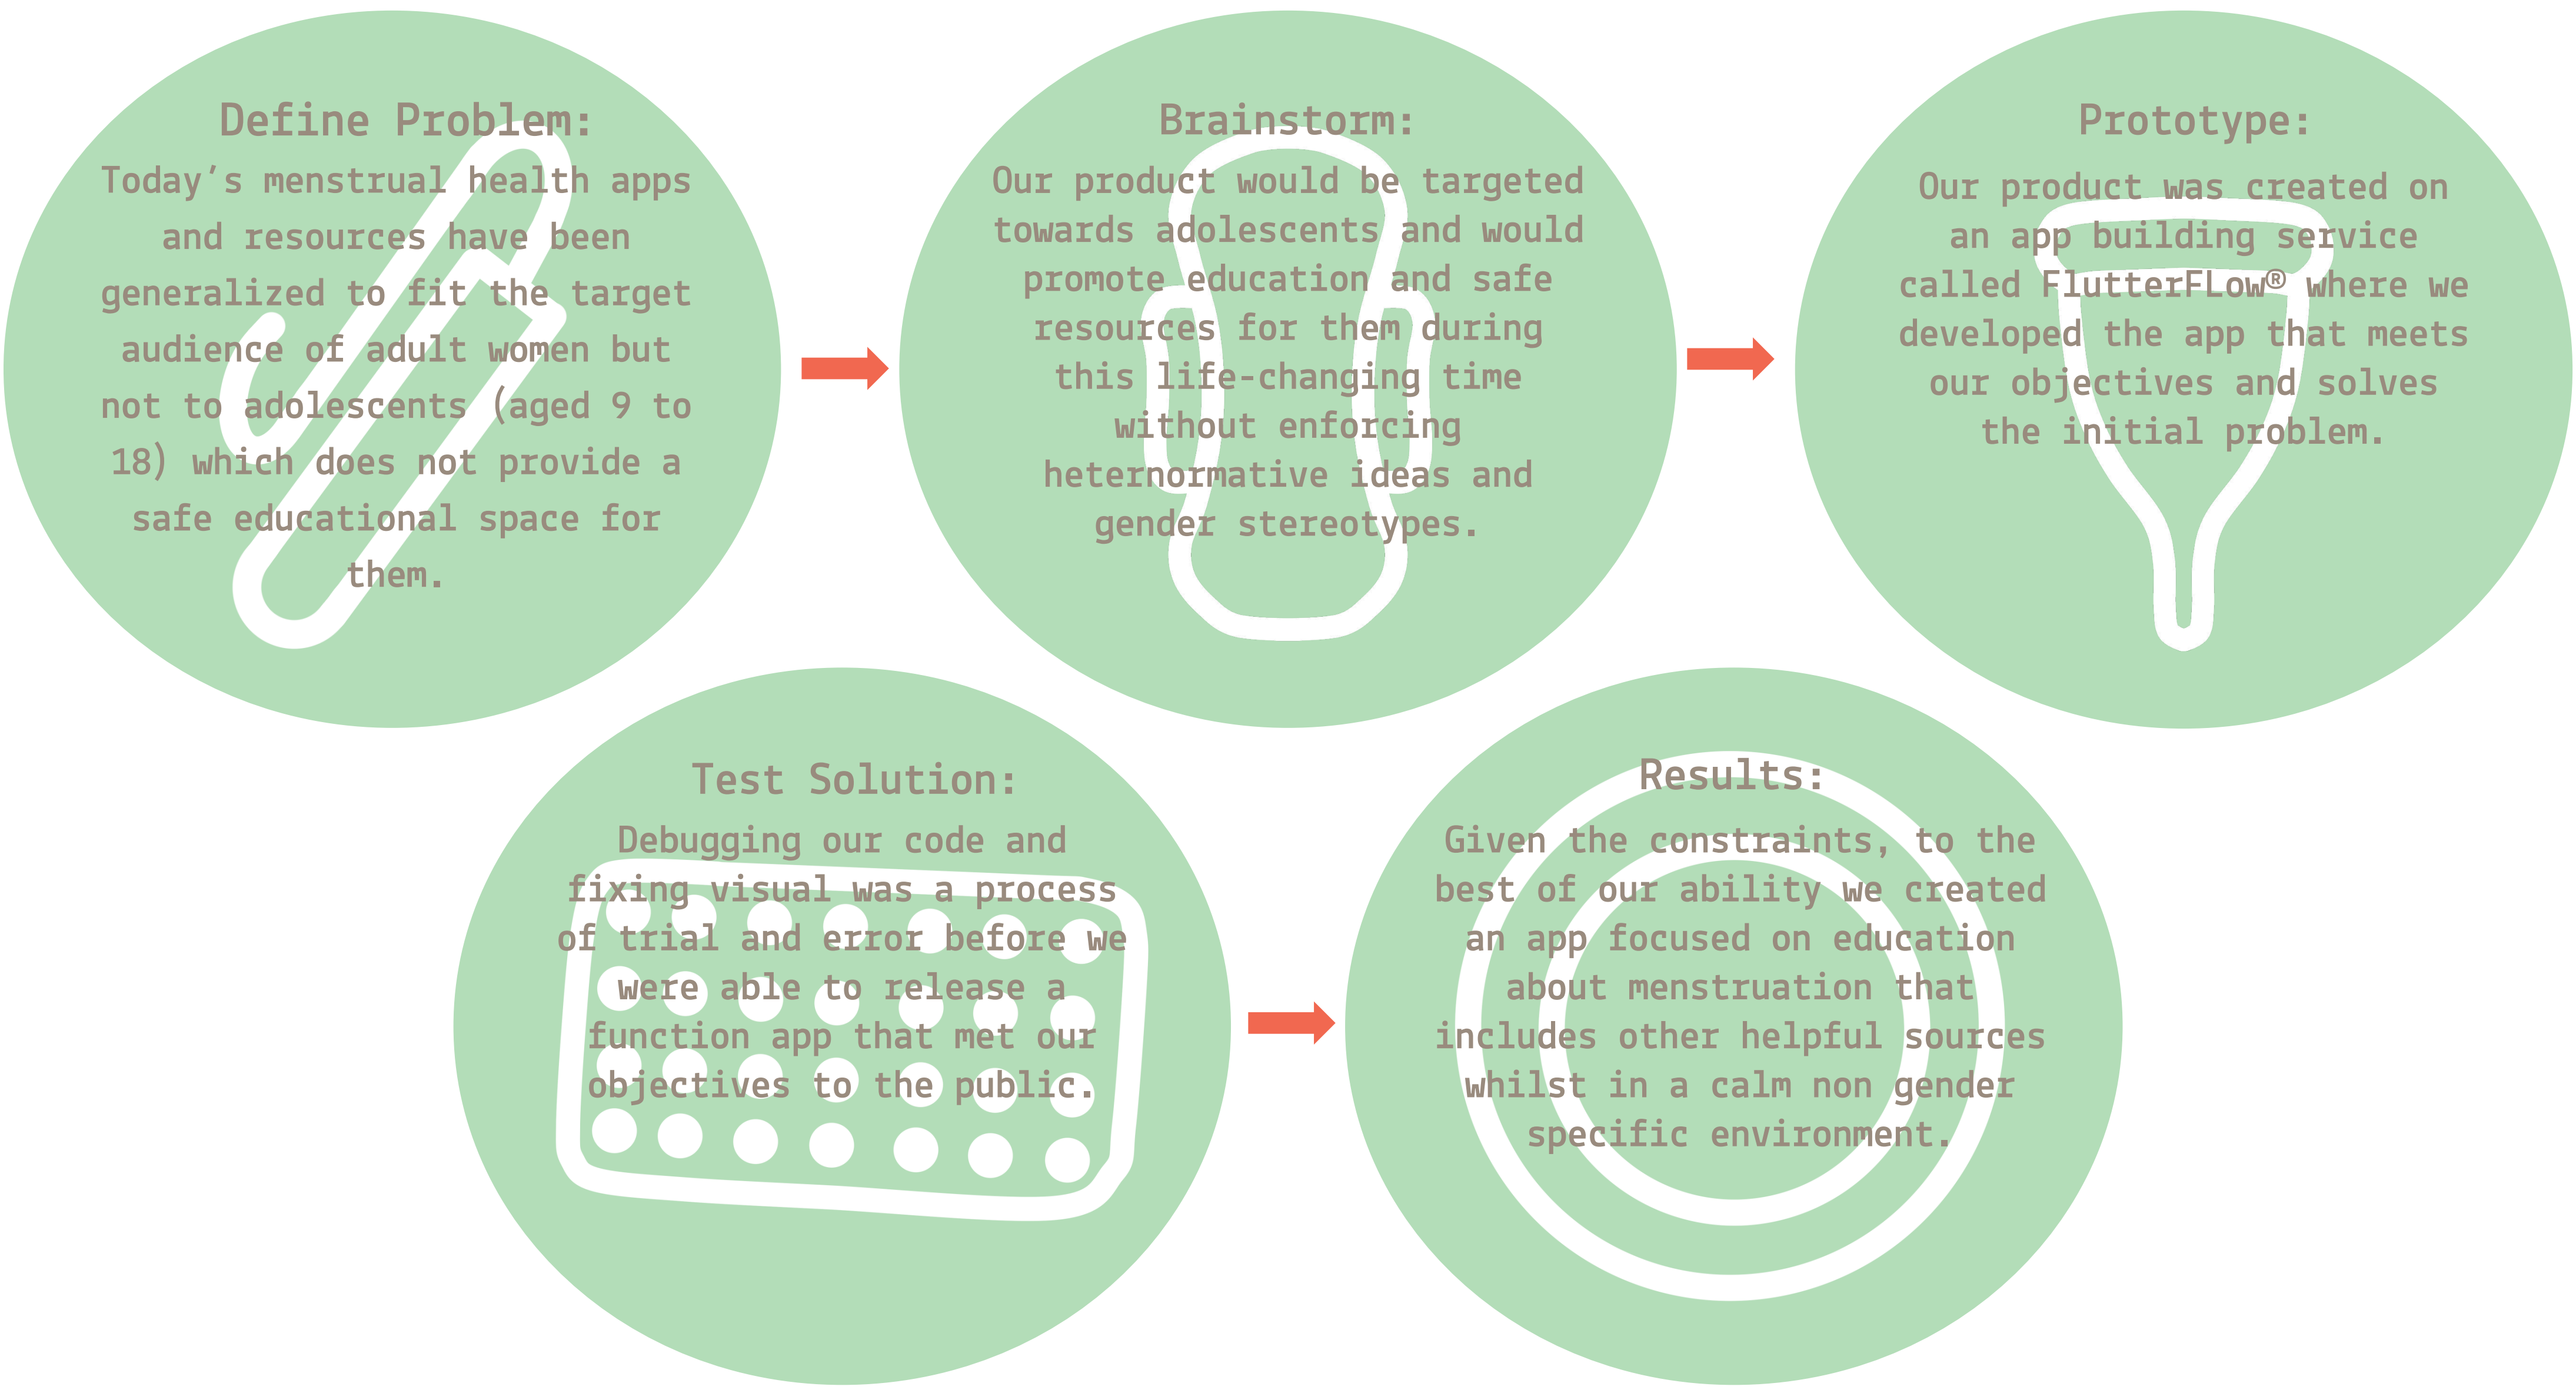 Define Problem:
Today’s menstrual health apps
and resources have been
generalized to fit the target
audience of adult women but
not to adolescents (aged 9 to
18) which does not provide a
safe educational space for
them.
Brainstorm:
Our product would be targeted
towards adolescents and would
promote education and safe
resources for them during
this life-changing time
without enforcing
heternormative ideas and
gender stereotypes.
Prototype:
Our product was created on
an app building service
called FlutterFLow® where we
developed the app that meets
our objectives and solves
the initial problem.
Test Solution:
Debugging our code and
fixing visual was a process
of trial and error before we
were able to release a
function app that met our
objectives to the public.
Results:
Given the constraints, to the
best of our ability we created
an app focused on education
about menstruation that
includes other helpful sources
whilst in a calm non gender
specific environment.